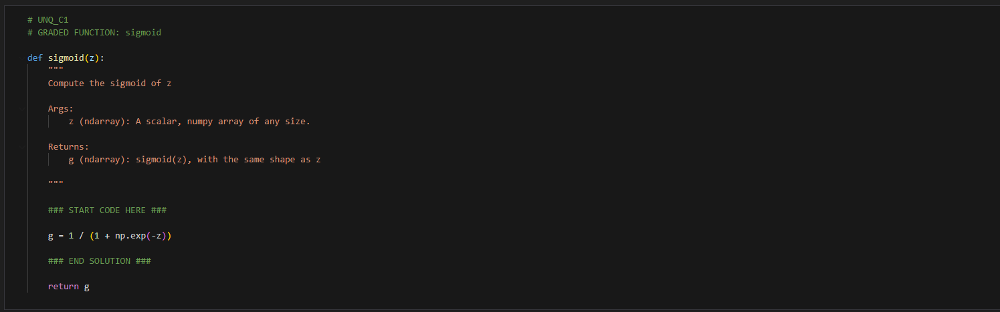 # UNQ_C1
# GRADED FUNCTION: sigmoid
def sigmoid(z):
"""
Compute the sigmoid of z
Args:
z (ndarray): A scalar, numpy array of any size.
Returns:
g (ndarray): sigmoid(z), with the same shape as z
"""
### START CODE HERE ###
g = 1 / (1 + np.exp(-z))
### END SOLUTION ###
return g